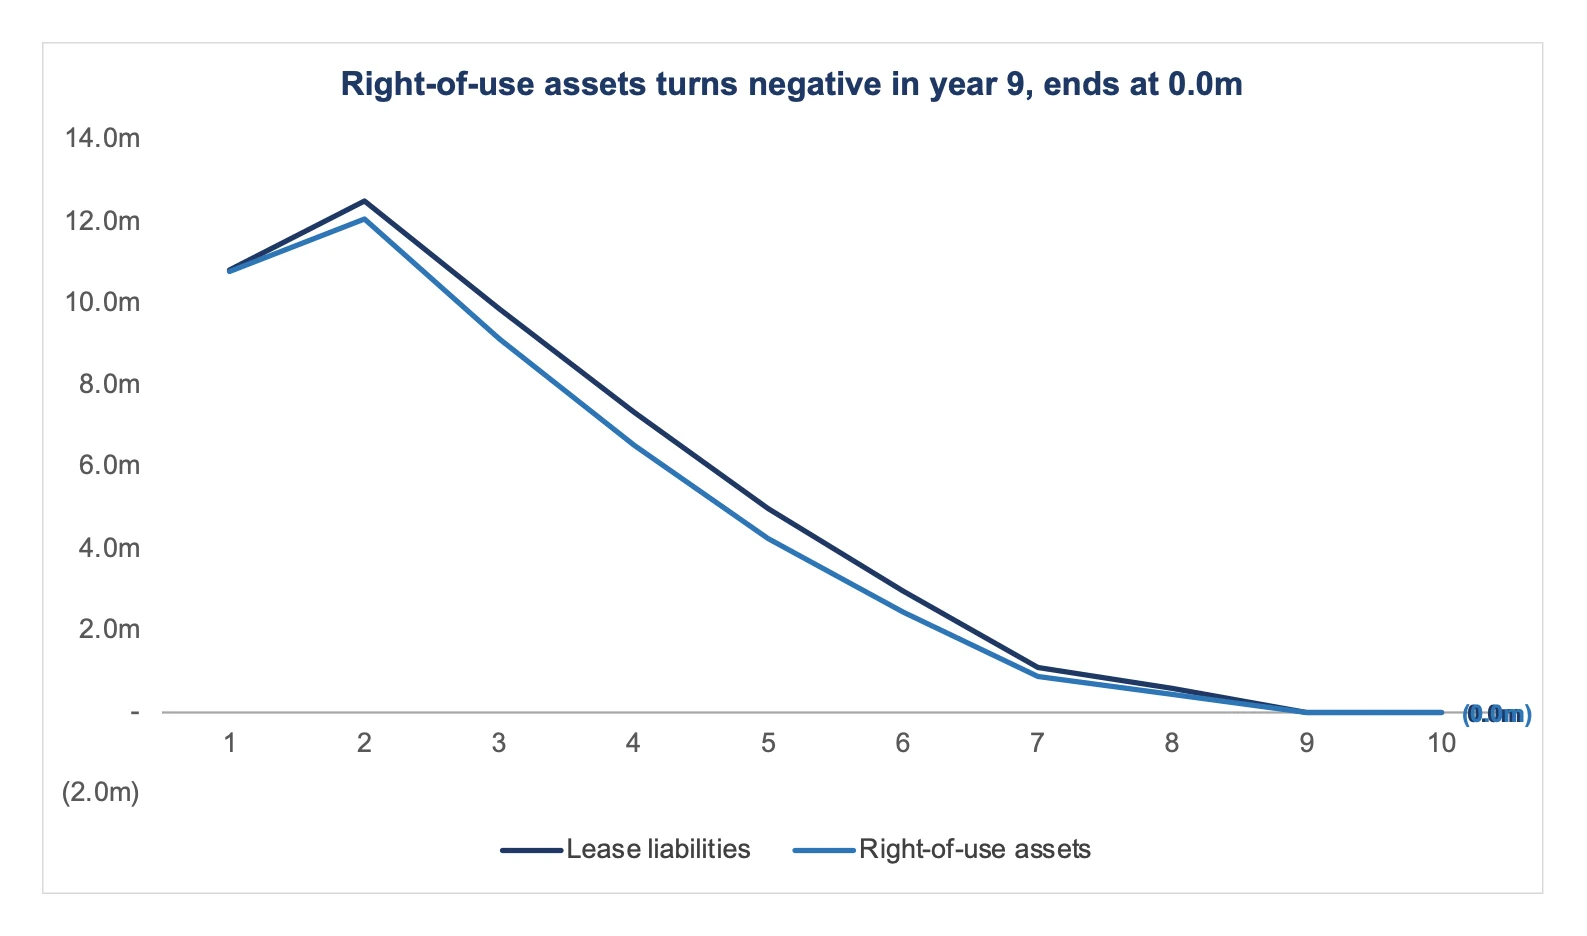 Right-of-use assets turns negative in year 9, ends at 0.0m
14.0m
12.0m
10.0m
8.0m
6.0m
4.0m
2.0m
-
(2.0m)
1 2 3 4 5 6 7 8 9 10
(0.0m)
Lease liabilities Right-of-use assets